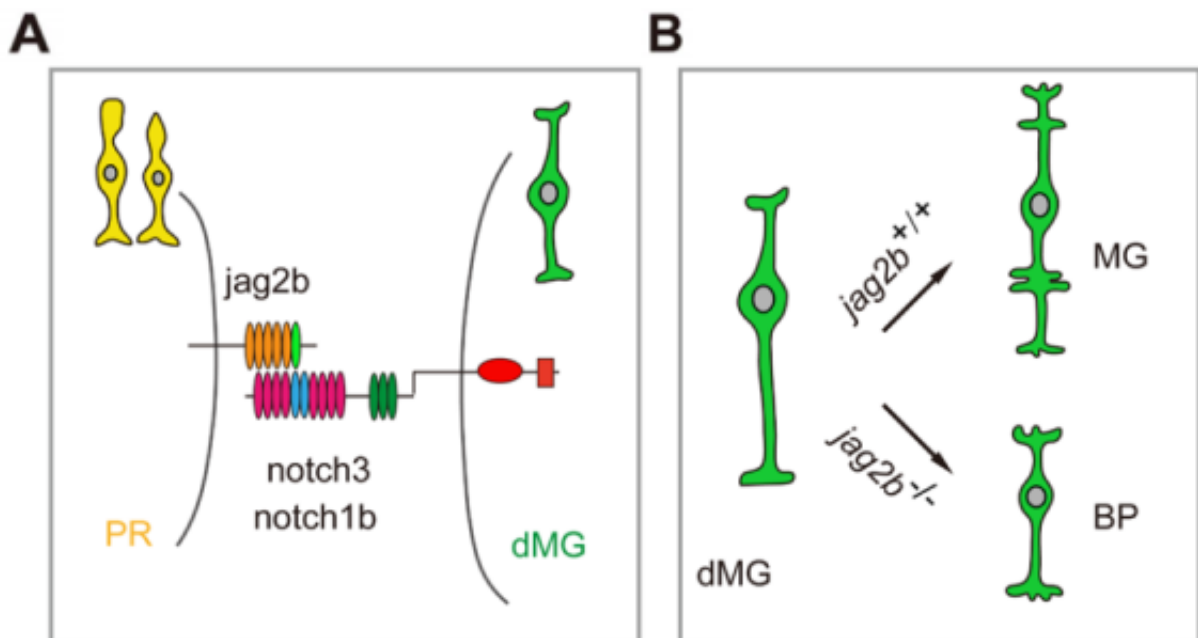 A
jag2b
notch3
notch1b
PR
dMG
B
jag2b+/+
MG
jag2b-/-
BP
dMG